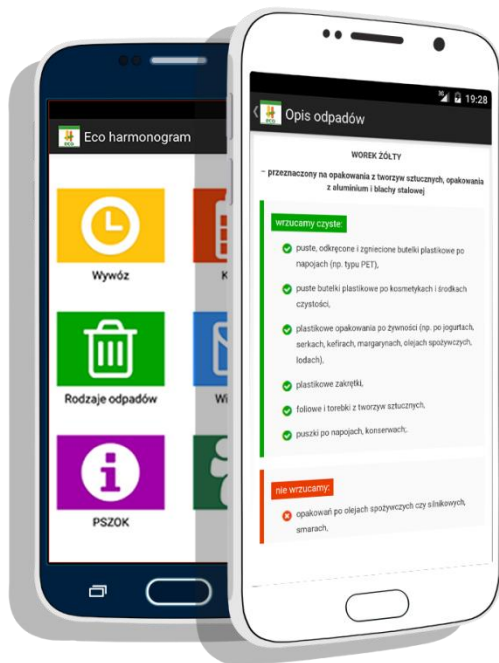 Eco harmonogram
Wywóz
K
Rodzaje odpadów
Wi
PSZOK
19:28
Opis odpadów
WOREK ŻÓŁTY
– przeznaczony na opakowania z tworzyw sztucznych, opakowania
z aluminium i blachy stalowej
wrzucamy czyste:
puste, odkręcone i zgniecione butelki plastikowe po
napojach (np. typu PET),
puste butelki plastikowe po kosmetykach i środkach
czystości,
plastikowe opakowania po żywności (np. po jogurtach,
serkach, kefirach, margarynach, olejach spożywczych,
lodach),
plastikowe zakrętki,
foliowe i torebki z tworzyw sztucznych,
puszki po napojach, konserwach;.
nie wrzucamy:
opakowań po olejach spożywczych czy silnikowych,
smarach,